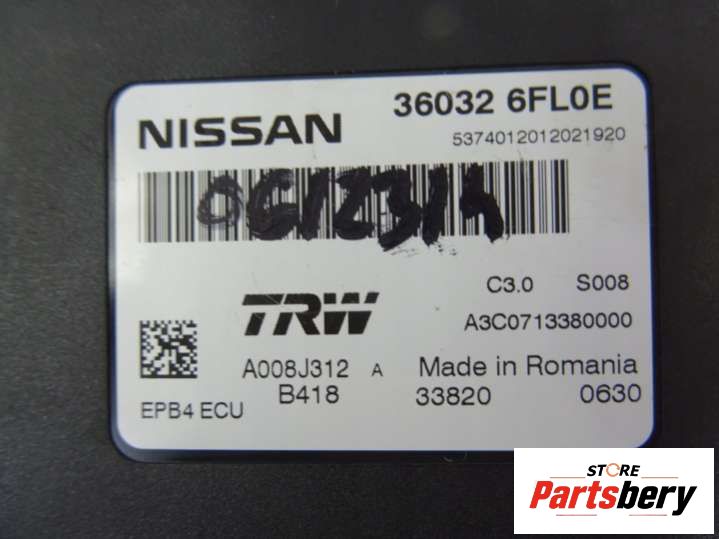 NISSAN 36032 6FL0E
5374012012021920
C3.0 S008
TRW
A3C0713380000
A008J312 A Made in Romania
B418 33820 0630
EPB4 ECU
STORE
Partsbery